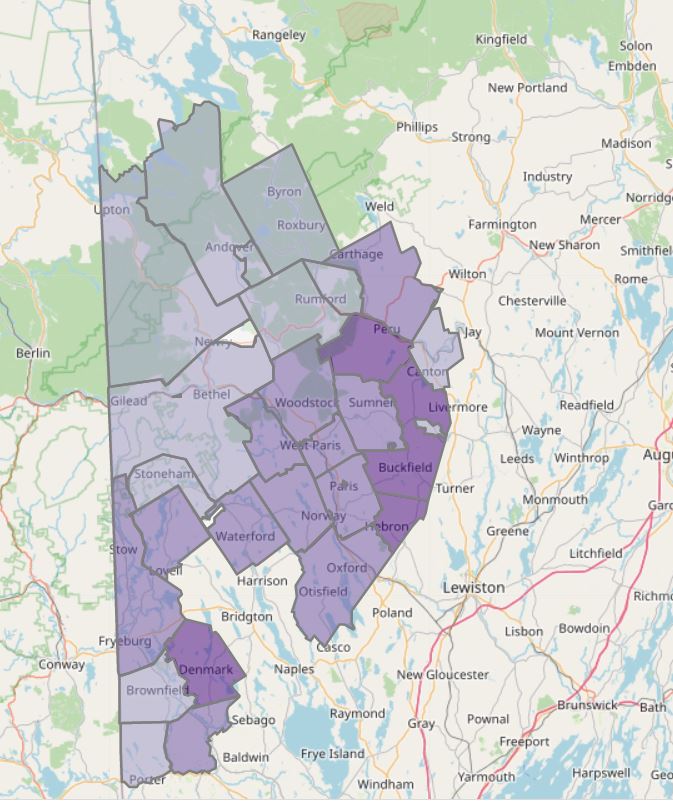 Rangeley
Kingfield
Solon
Embden
New Portland
Phillips
Strong
Madison
Industry
Byron
Weld
Norridg
Upton
Roxbury
Farmington
Mercer
Andover
New Sharon
Carthage
Smithfiel
Wilton
Rome
Rumford
Chesterville
Peru
Jay
Mount Vernon
Newry
Berlin
Canton
Gilead
Bethel
Woodstock
Sumner
Livermore
Readfield
Wayne
West Paris
Leeds
Winthrop
Augu
Stoneham
Buckfield
Paris
Turner
Monmouth
Gard
Norway
Hebron
Greene
Waterford
Stow
Litchfield
Lovell
Oxford
Harrison
Otisfield
Lewiston
Richmo
Bridgton
Poland
Lisbon
Bowdoin
Fryeburg
Casco
Conway
Denmark
Naples
New Gloucester
Brownfield
Brunswick
Bath
Sebago
Raymond
Gray
Pownal
Freeport
Baldwin
Frye Island
Porter
Windham
Yarmouth
Harpswell
Geo